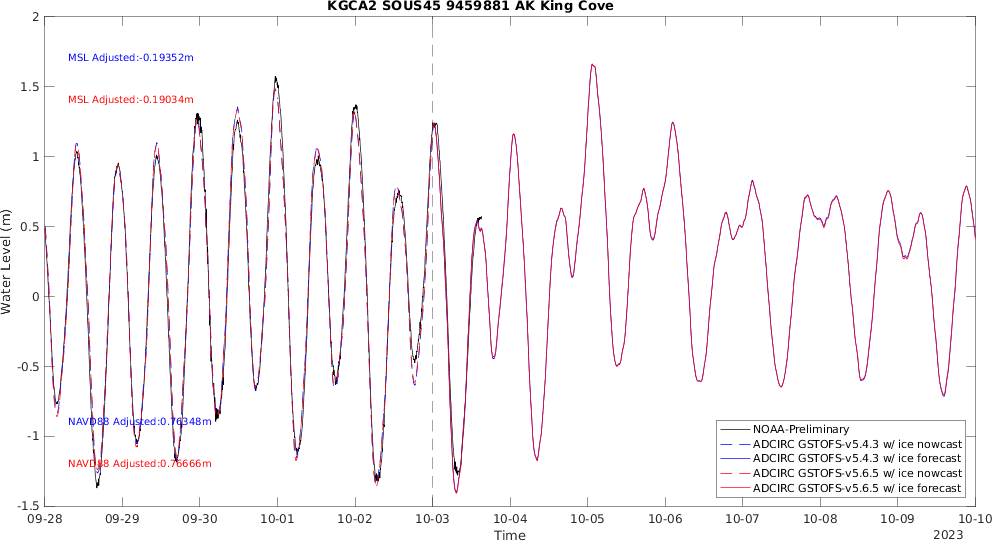 KGCA2 SOUS45 9459881 AK King Cove
2
1.5
1
0.5
0
-0.5
-1
-1.5
Water Level (m)
MSL Adjusted:-0.19352m
MSL Adjusted:-0.19034m
NAVD88 Adjusted:0.76348m
NAVD88 Adjusted:0.76666m
NOAA-Preliminary
ADCIRC GSTOFS-v5.4.3 w/ ice nowcast
ADCIRC GSTOFS-v5.4.3 w/ ice forecast
ADCIRC GSTOFS-v5.6.5 w/ ice nowcast
ADCIRC GSTOFS-v5.6.5 w/ ice forecast
09-28 09-29 09-30 10-01 10-02 10-03 10-04 10-05 10-06 10-07 10-08 10-09 10-10
Time
2023